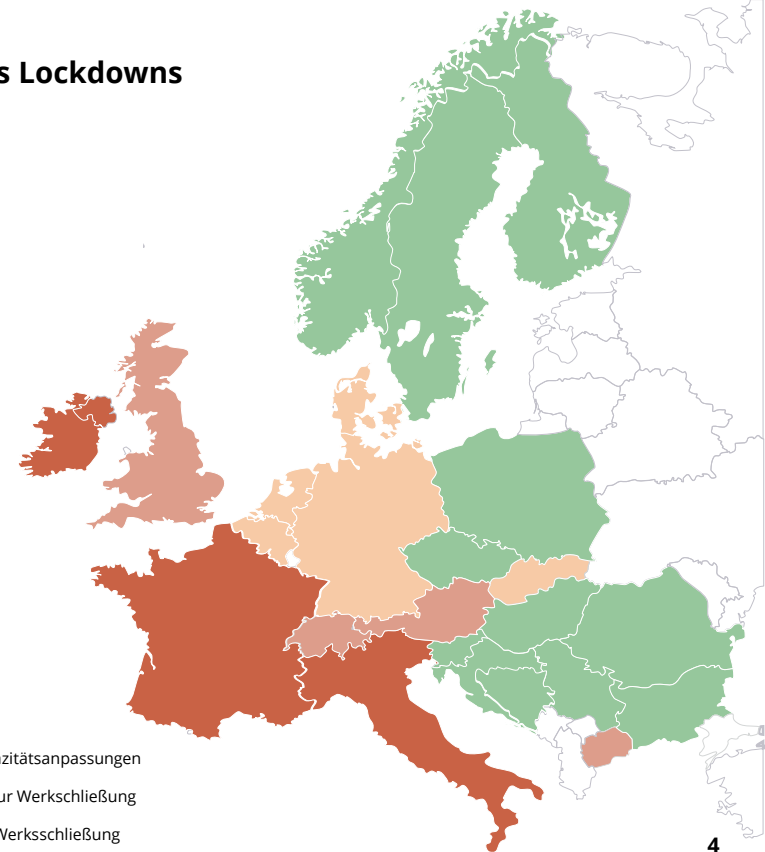 s Lockdowns
zitätsanpassungen
ur Werkschließung
Werksschließung
4